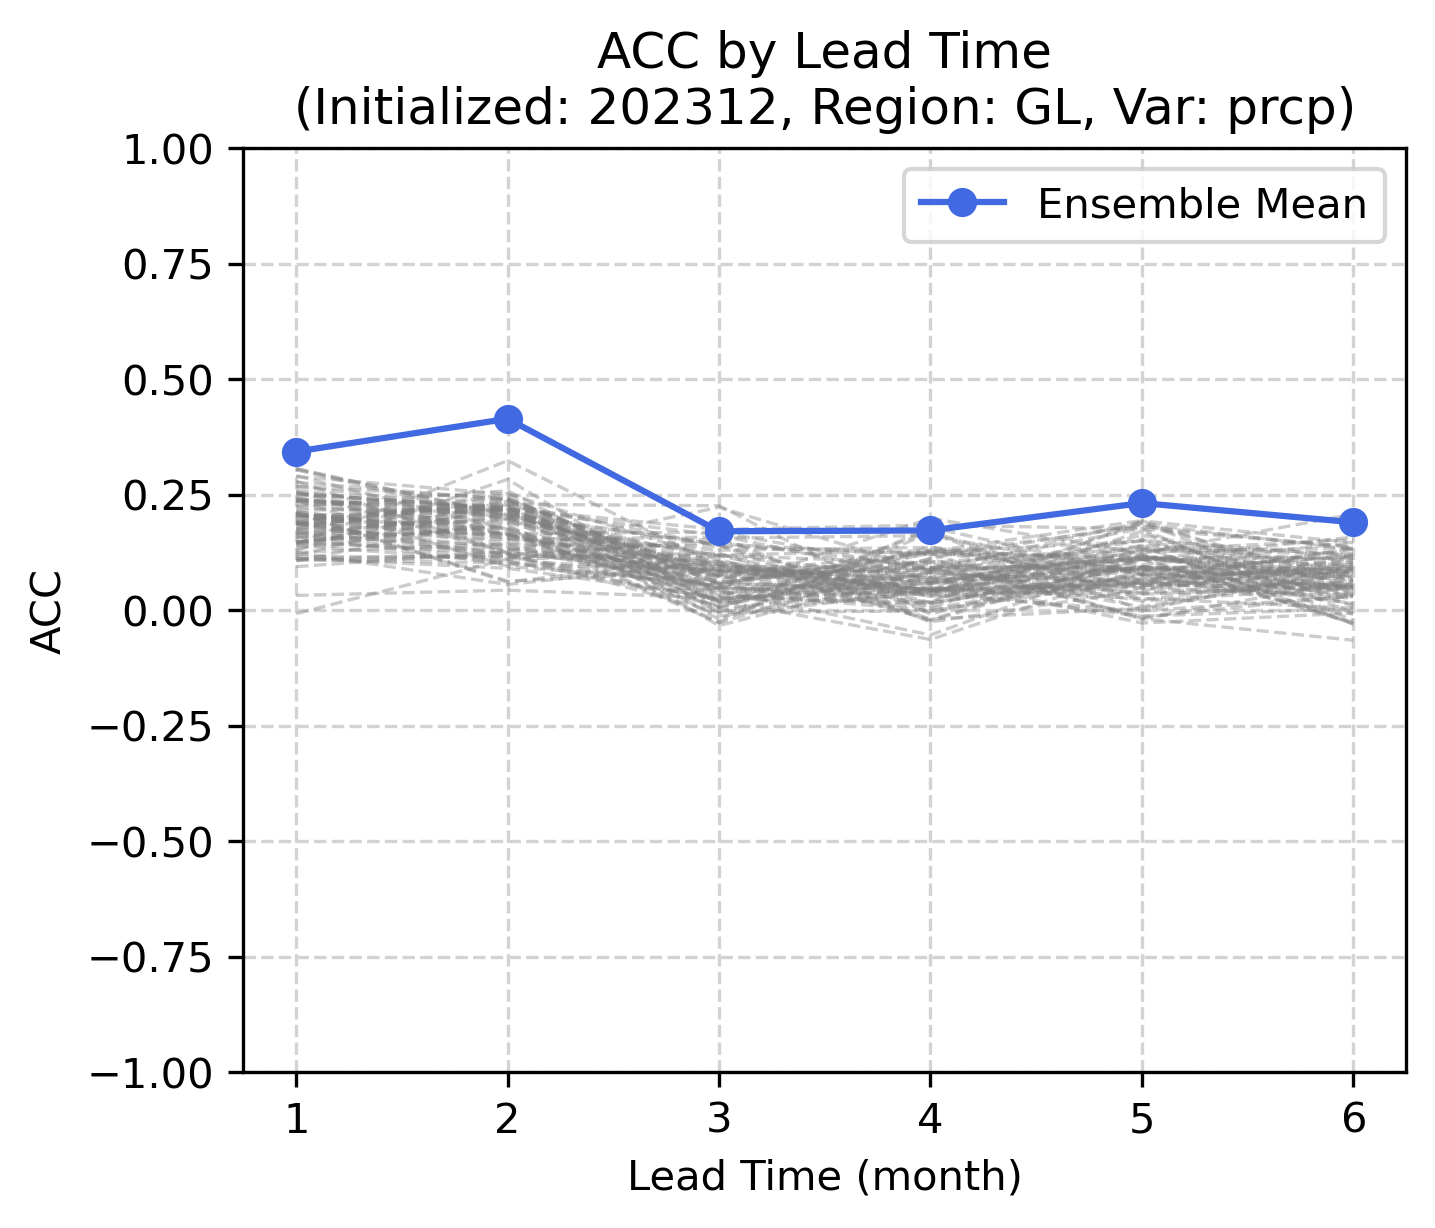 ACC by Lead Time
(Initialized: 202312, Region: GL, Var: prcp)
Ensemble Mean
1.00
0.75
0.50
0.25
0.00
−0.25
−0.50
−0.75
−1.00
ACC
1 2 3 4 5 6
Lead Time (month)